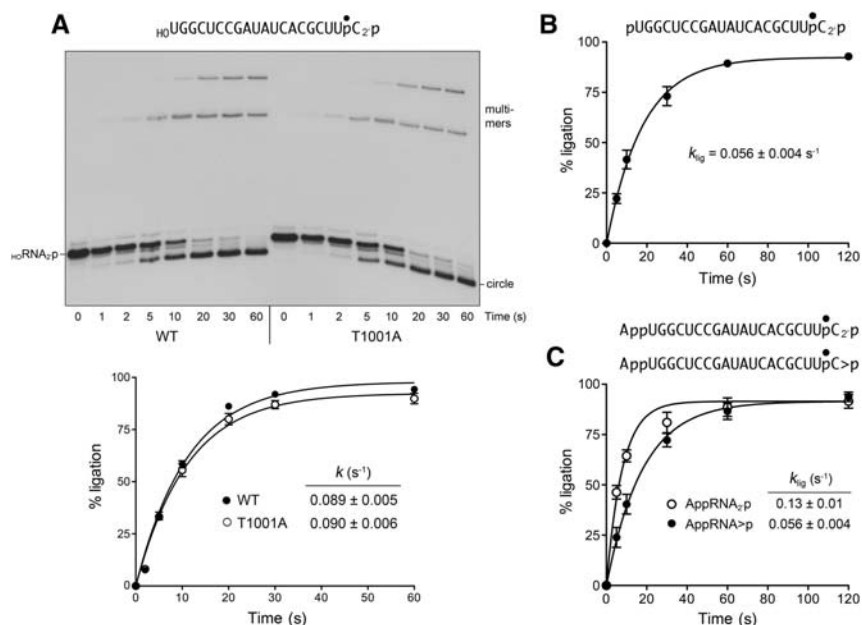 A
HOUGGCUCCGAUAUCACGCUUpC2'p
multi-
mers
HORNA2'p
circle
0 1 2 5 10 20 30 60 0 1 2 5 10 20 30 60 Time (s)
WT T1001A
% ligation
100
75
50
25
0
0 10 20 30 40 50 60
Time (s)
k (s⁻¹)
● WT 0.089 ± 0.005
○ T1001A 0.090 ± 0.006
B
pUGGCUCCGAUAUCACGCUUpC2'p
% ligation
100
75
50
25
0
klig = 0.056 ± 0.004 s⁻¹
0 20 40 60 80 100 120
Time (s)
AppUGGCUCCGAUAUCACGCUUpC2'p
C
AppUGGCUCCGAUAUCACGCUUpC>p
% ligation
100
75
50
25
0
klig (s⁻¹)
○ AppRNA2'p 0.13 ± 0.01
● AppRNA>p 0.056 ± 0.004
0 20 40 60 80 100 120
Time (s)